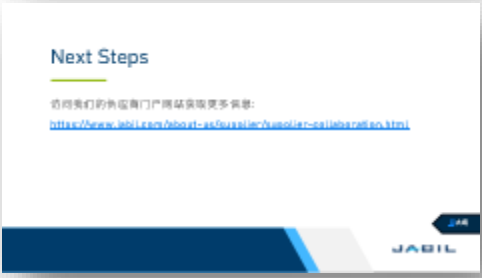 Next Steps
访问我们的供应商门户网站获取更多信息:
https://www.jabil.com/about-us/supplier/supplier-collaboration.html
JABIL